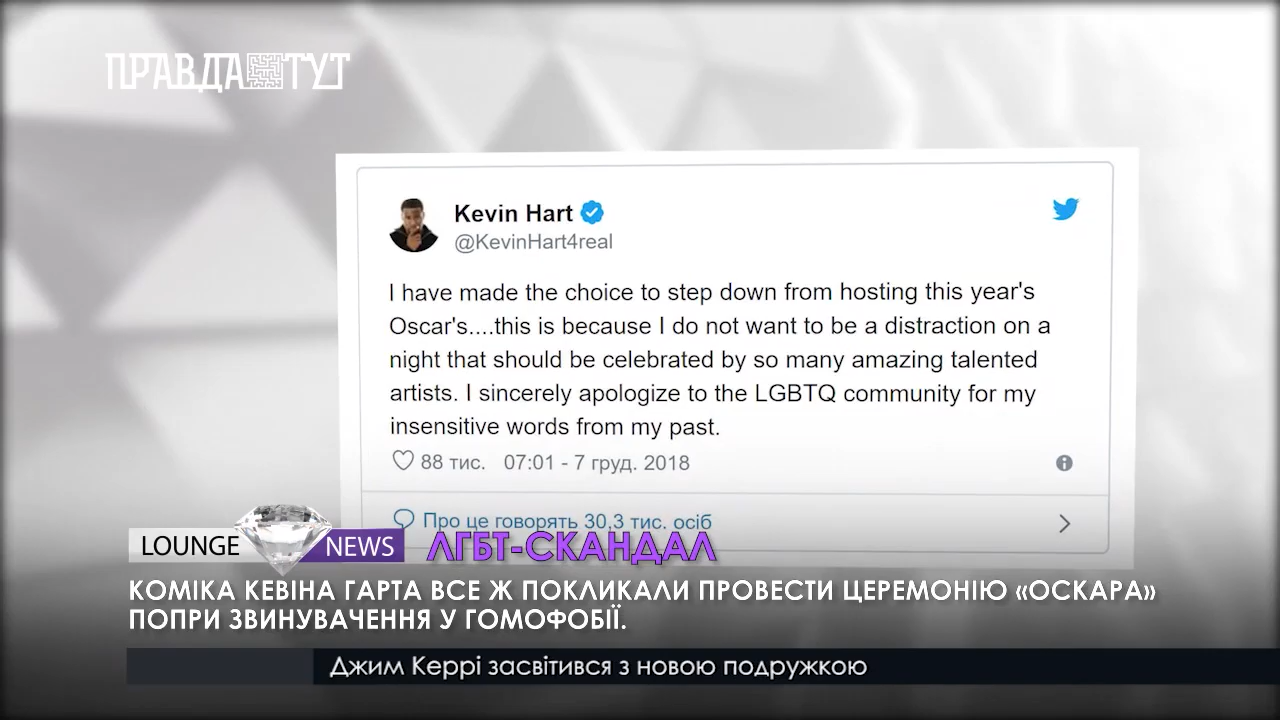 ПРАВДА ТУТ
Kevin Hart
@KevinHart4real
I have made the choice to step down from hosting this year's
Oscar's....this is because I do not want to be a distraction on a
night that should be celebrated by so many amazing talented
artists. I sincerely apologize to the LGBTQ community for my
insensitive words from my past.
88 тис. 07:01 - 7 груд. 2018
Про це говорять 30,3 тис. осіб
LOUNGE NEWS ЛГБТ-СКАНДАЛ
КОМІКА КЕВІНА ГАРТА ВСЕ Ж ПОКЛИКАЛИ ПРОВЕСТИ ЦЕРЕМОНІЮ «ОСКАРА»
ПОПРИ ЗВИНУВАЧЕННЯ У ГОМОФОБІЇ.
Джим Керрі засвітився з новою подружкою